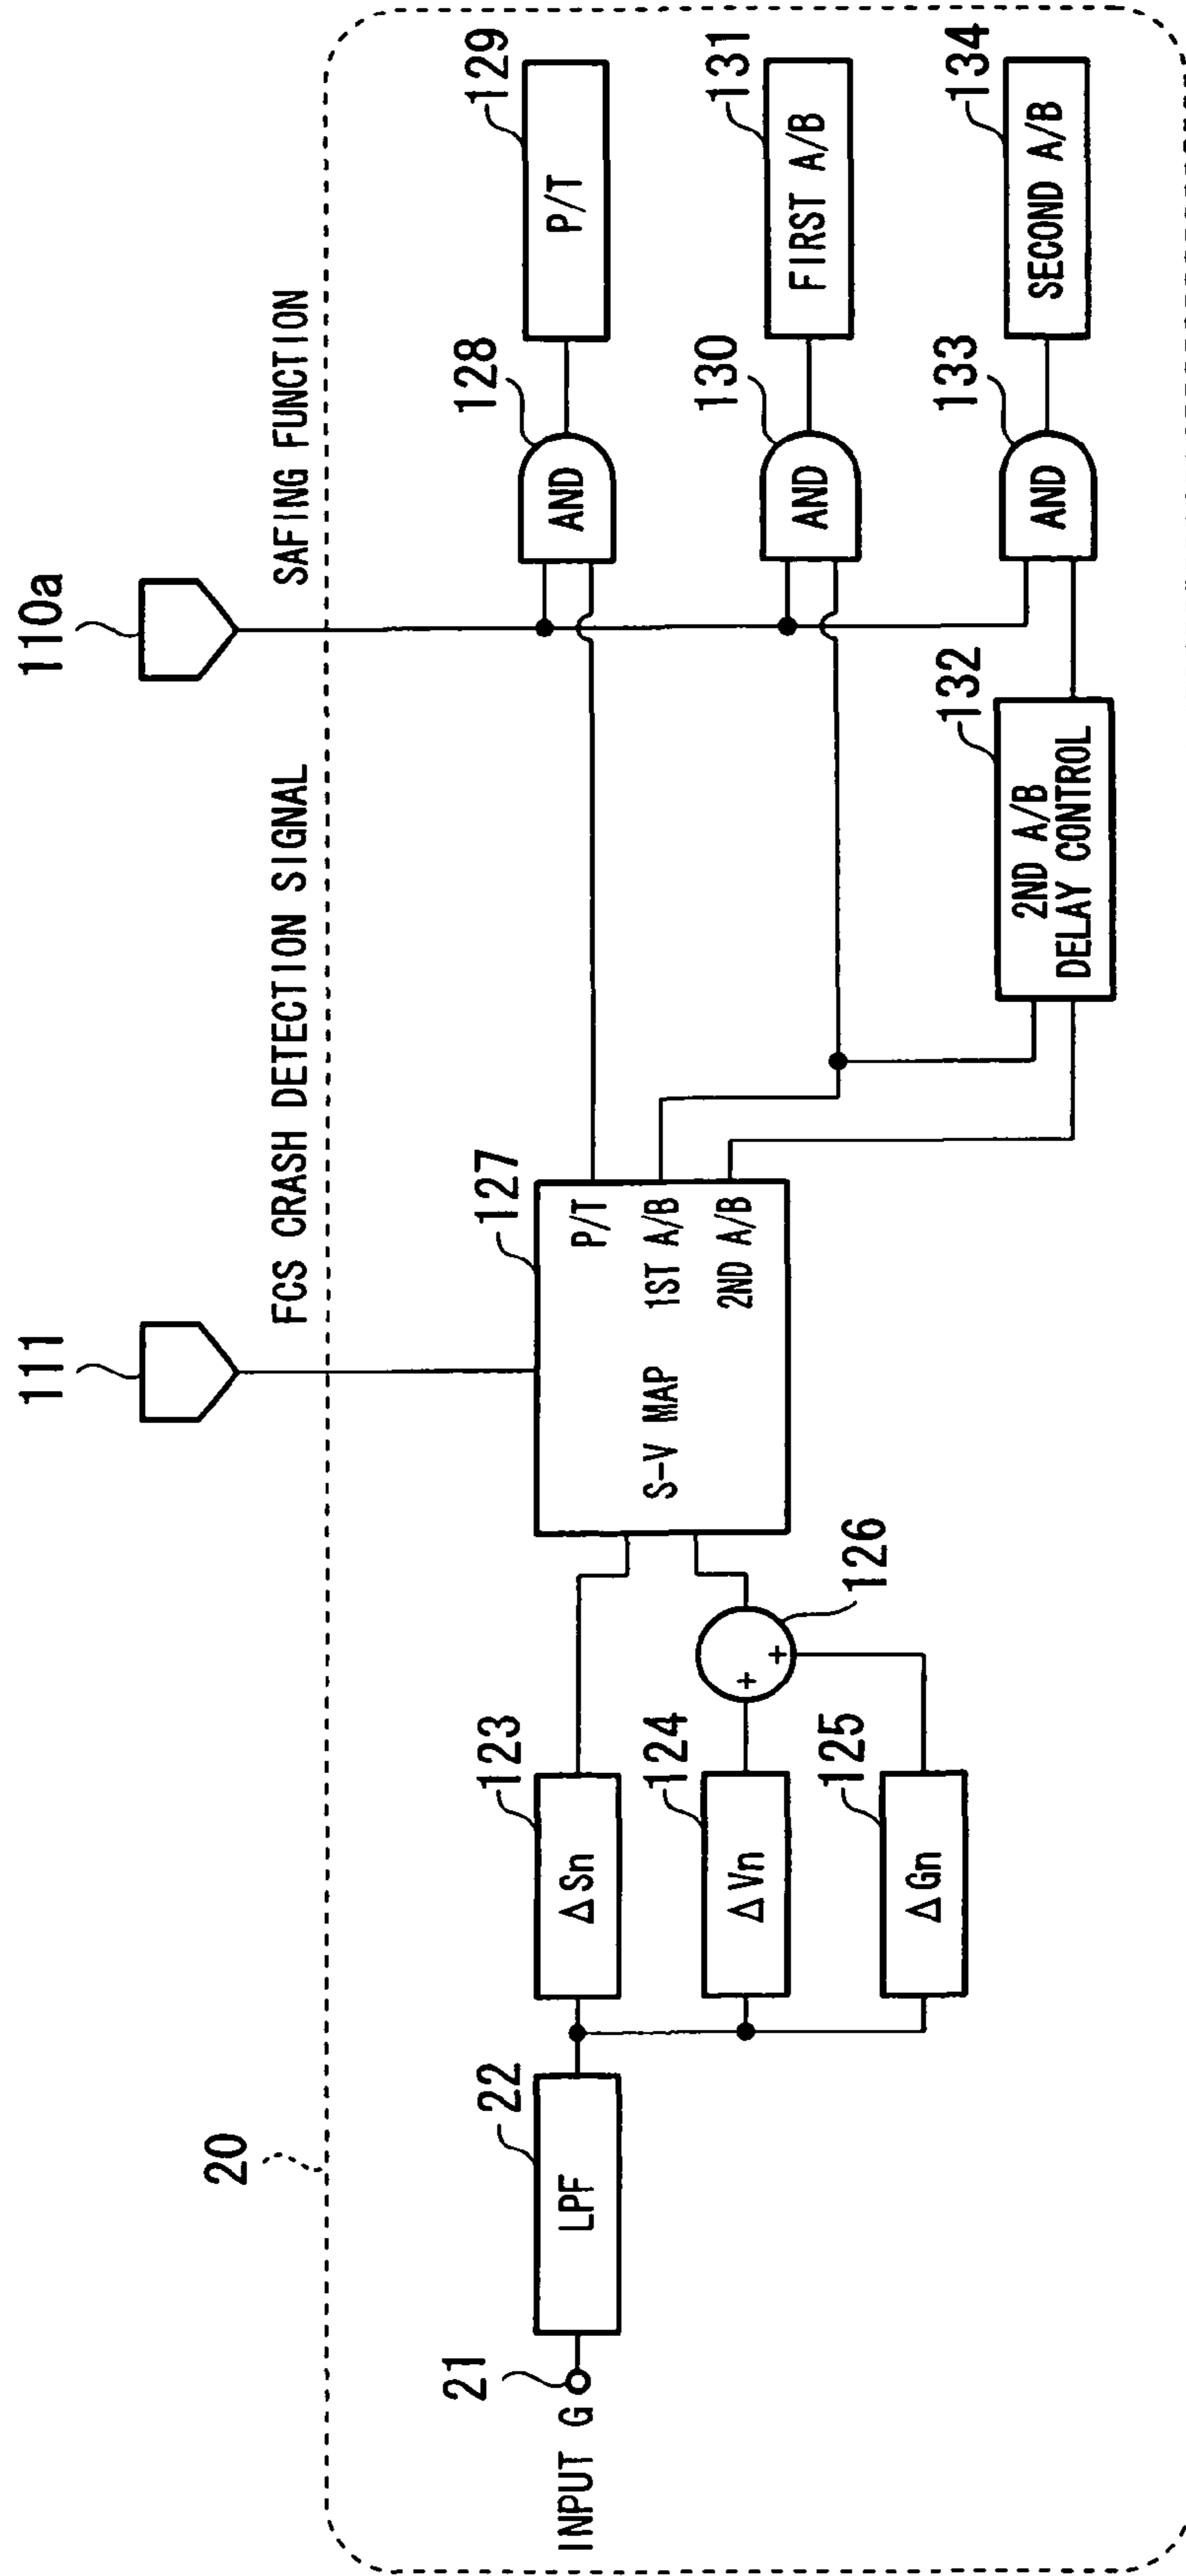 111
110a
FCS CRASH DETECTION SIGNAL
SAFING FUNCTION
20
21
INPUT G
22
LPF
123
ΔSn
124
ΔVn
125
ΔGn
126
+
+
127
S-V MAP
P/T
1ST A/B
2ND A/B
128
AND
129
P/T
130
AND
131
FIRST A/B
132
2ND A/B
DELAY CONTROL
133
AND
134
SECOND A/B